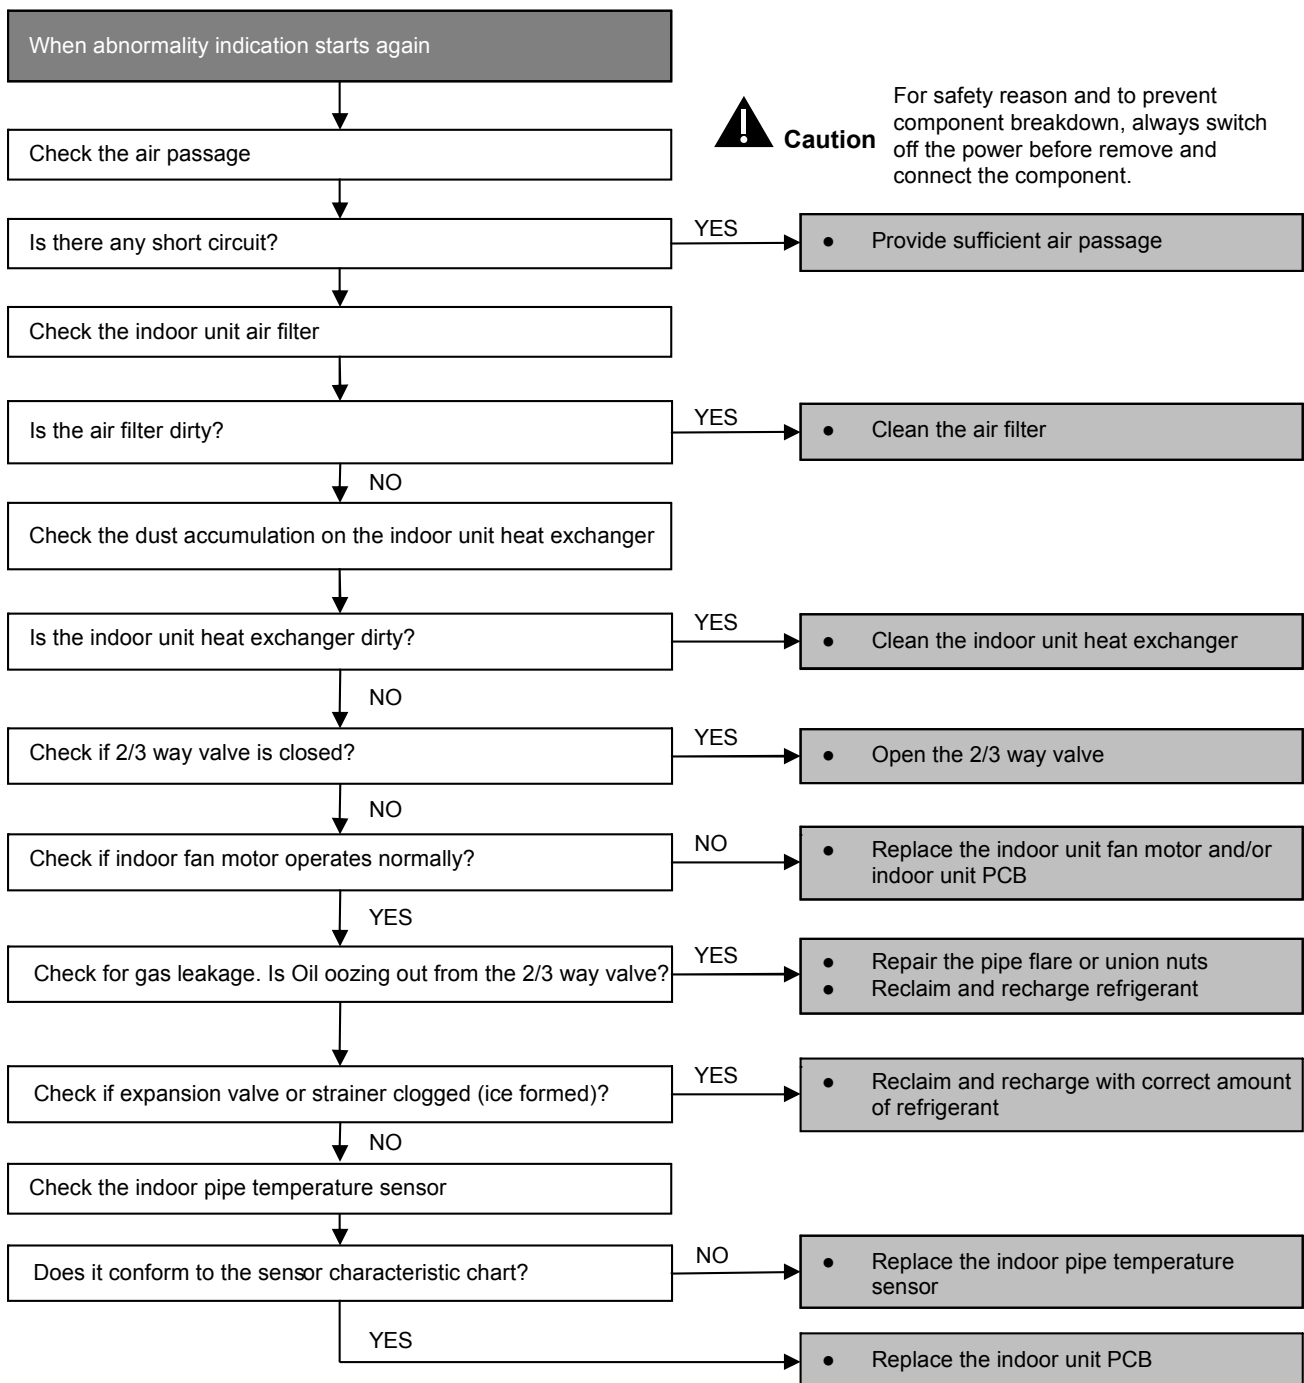 When abnormality indication starts again
For safety reason and to prevent
component breakdown, always switch
off the power before remove and
connect the component.
Caution
Check the air passage
Is there any short circuit?
YES
● Provide sufficient air passage
Check the indoor unit air filter
Is the air filter dirty?
YES
● Clean the air filter
NO
Check the dust accumulation on the indoor unit heat exchanger
Is the indoor unit heat exchanger dirty?
YES
● Clean the indoor unit heat exchanger
NO
Check if 2/3 way valve is closed?
YES
● Open the 2/3 way valve
NO
Check if indoor fan motor operates normally?
NO
● Replace the indoor unit fan motor and/or
indoor unit PCB
YES
Check for gas leakage. Is Oil oozing out from the 2/3 way valve?
YES
● Repair the pipe flare or union nuts
● Reclaim and recharge refrigerant
Check if expansion valve or strainer clogged (ice formed)?
YES
● Reclaim and recharge with correct amount
of refrigerant
NO
Check the indoor pipe temperature sensor
Does it conform to the sensor characteristic chart?
NO
● Replace the indoor pipe temperature
sensor
YES
● Replace the indoor unit PCB